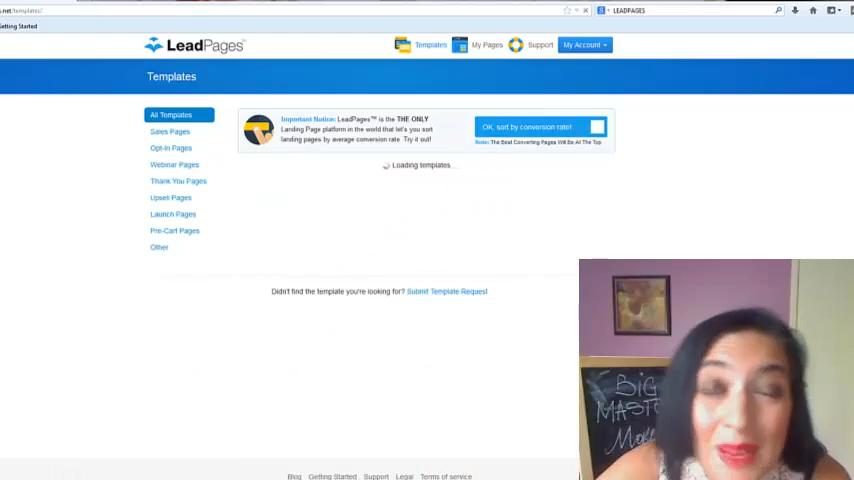 s.net/templates/
LEADPAGES
Getting Started
LeadPages™
Templates
My Pages
Support
My Account
Templates
All Templates
Sales Pages
Opt-In Pages
Webinar Pages
Thank You Pages
Upsell Pages
Launch Pages
Pre-Cart Pages
Other
Important Notice: LeadPages™ is the THE ONLY
Landing Page platform in the world that let's you sort
landing pages by average conversion rate Try it out!
OK, sort by conversion rate!
Note: The Best Converting Pages Will Be At The Top
Loading templates...
Didn't find the template you're looking for? Submit Template Request
BiG
Blog Getting Started Support Legal Terms of service